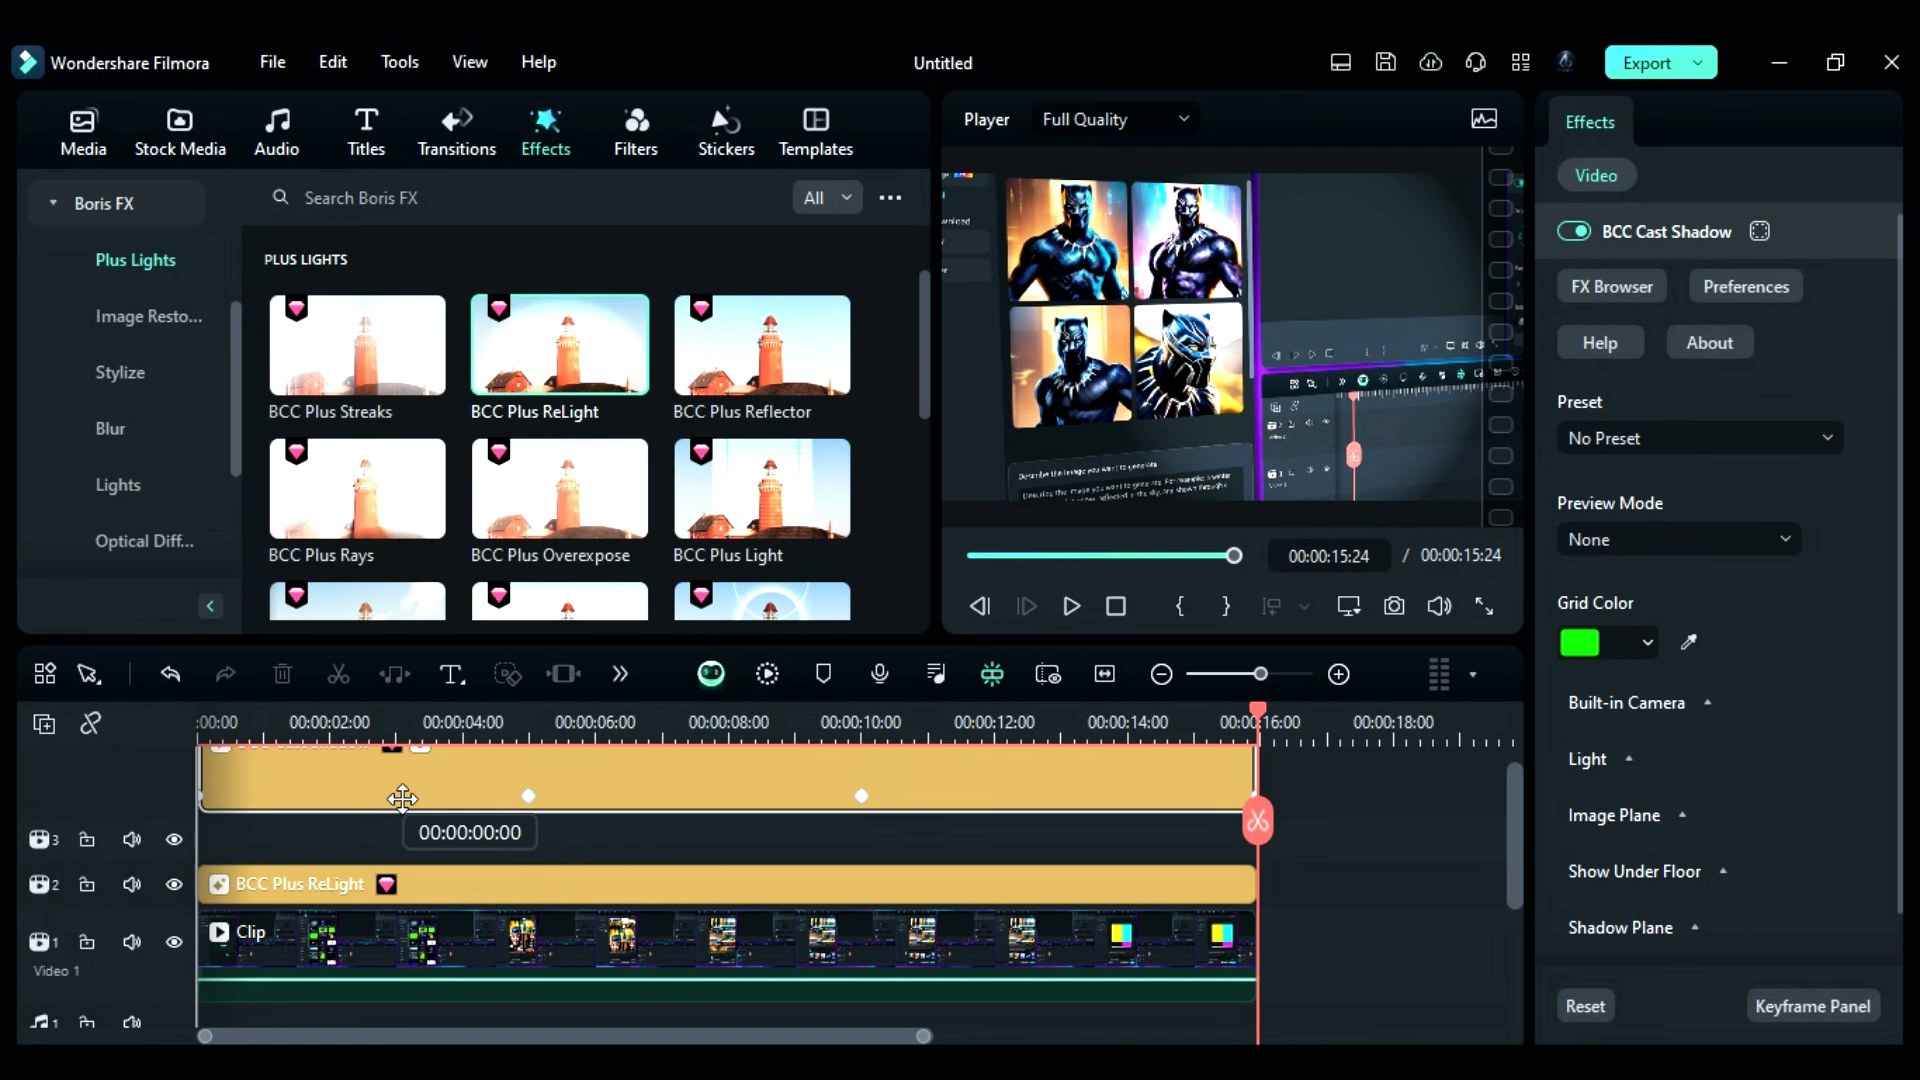 Wondershare Filmora
File
Edit
Tools
View
Help
Untitled
Export
Media
Stock Media
Audio
Titles
Transitions
Effects
Filters
Stickers
Templates
Boris FX
Search Boris FX
All
Plus Lights
Image Resto...
Stylize
Blur
Lights
Optical Diff...
PLUS LIGHTS
BCC Plus Streaks
BCC Plus ReLight
BCC Plus Reflector
BCC Plus Rays
BCC Plus Overexpose
BCC Plus Light
Player
Full Quality
Describe the image you want to generate
00:00:15:24 / 00:00:15:24
Effects
Video
BCC Cast Shadow
FX Browser
Preferences
Help
About
Preset
No Preset
Preview Mode
None
Grid Color
Built-in Camera
Light
Image Plane
Show Under Floor
Shadow Plane
Reset
Keyframe Panel
:00:00
00:00:02:00
00:00:04:00
00:00:06:00
00:00:08:00
00:00:10:00
00:00:12:00
00:00:14:00
00:00:16:00
00:00:18:00
00:00:00:00
3
2
BCC Plus ReLight
1
Clip
Video 1
1